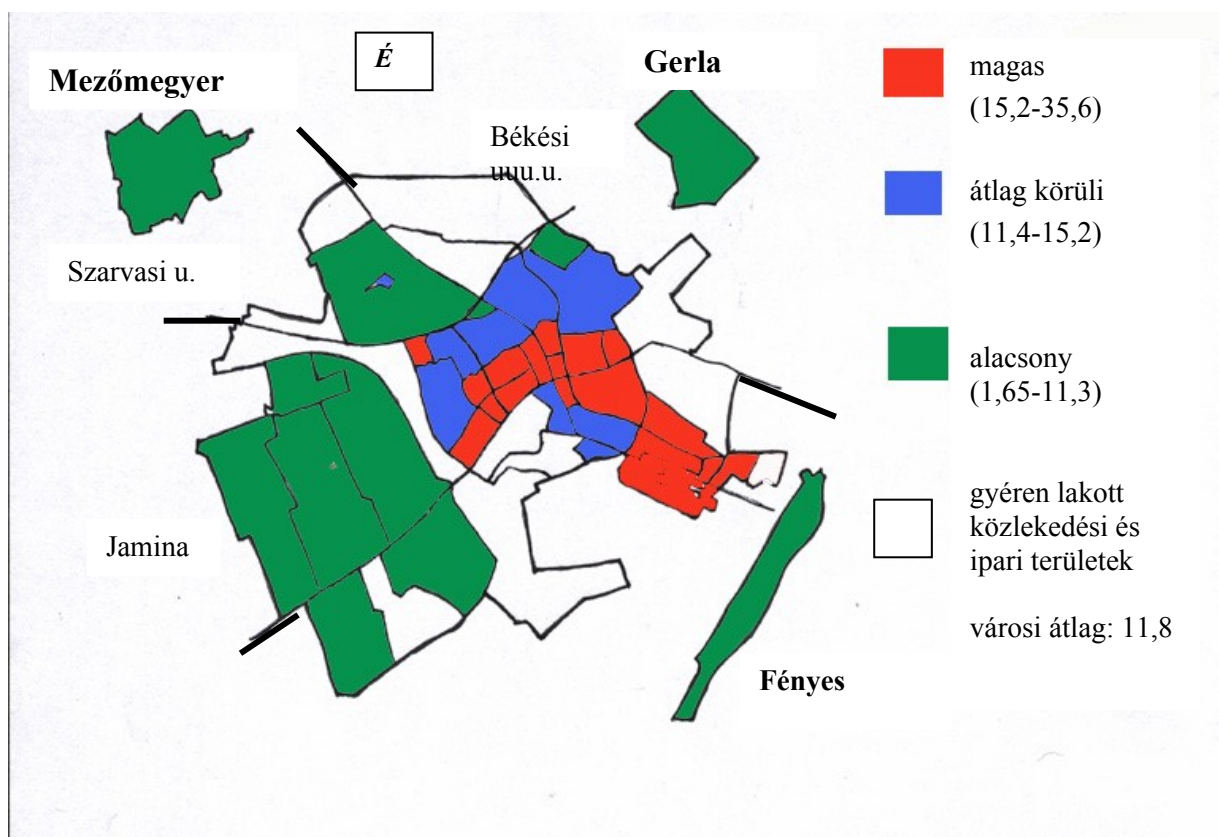 É
Mezőmegyer
Gerla
Békési
uuu.u.
Szarvasi u.
Jamina
Fényes
magas
(15,2-35,6)
átlag körüli
(11,4-15,2)
alacsony
(1,65-11,3)
gyéren lakott
közlekedési és
ipari területek
városi átlag: 11,8